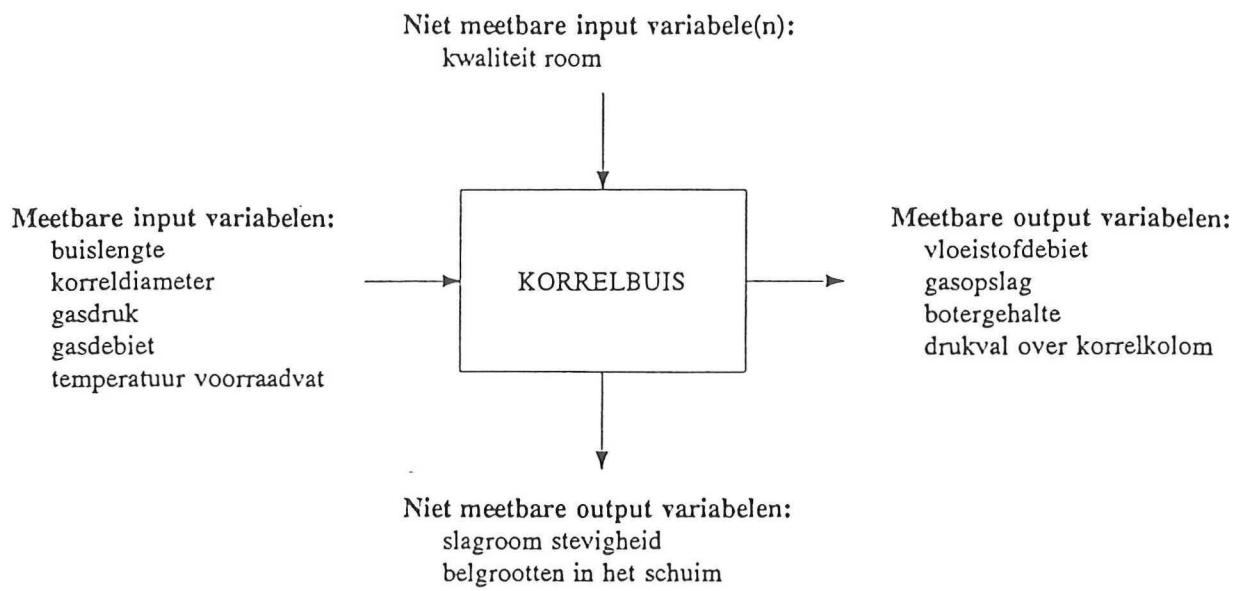 Niet meetbare input variabele(n):
kwaliteit room
Meetbare input variabelen:
buislengte
korreldiameter
gasdruk
gasdebiet
temperatuur voorraadvat
KORRELBUIS
Meetbare output variabelen:
vloeistofdebiet
gasopslag
botergehalte
drukval over korrelkolom
Niet meetbare output variabelen:
slagroom stevigheid
belgrootten in het schuim